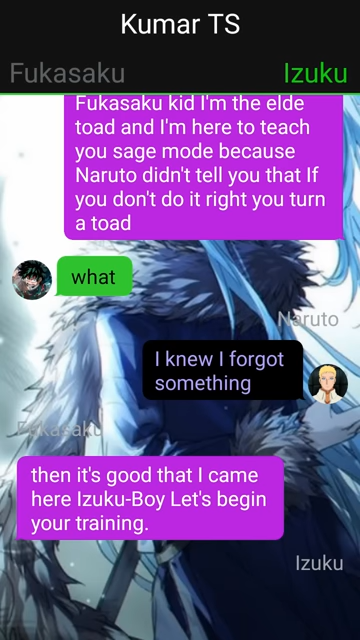 Kumar TS
Fukasaku Izuku
Fukasaku kid I'm the elde
toad and I'm here to teach
you sage mode because
Naruto didn't tell you that If
you don't do it right you turn
a toad
what
Naruto
I knew I forgot
something
Fukasaku
then it's good that I came
here Izuku-Boy Let's begin
your training.
Izuku